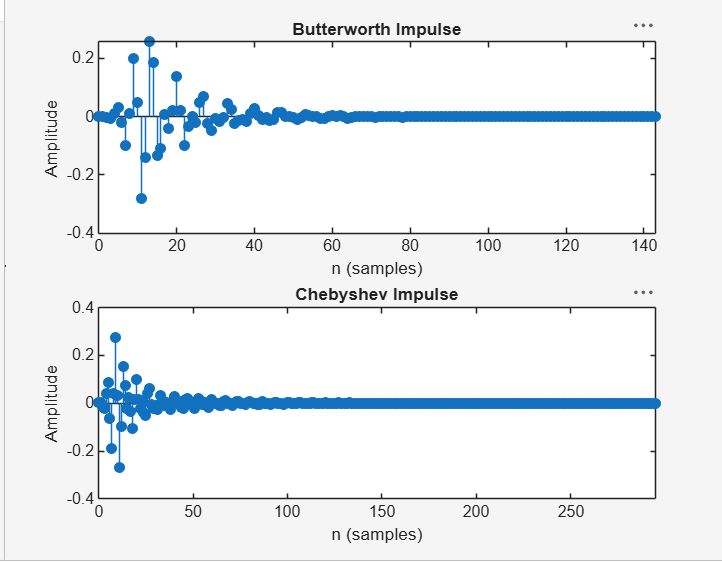 Butterworth Impulse
0.2
0
-0.2
-0.4
Amplitude
0 20 40 60 80 100 120 140
n (samples)
Chebyshev Impulse
0.4
0.2
0
-0.2
-0.4
Amplitude
0 50 100 150 200 250
n (samples)